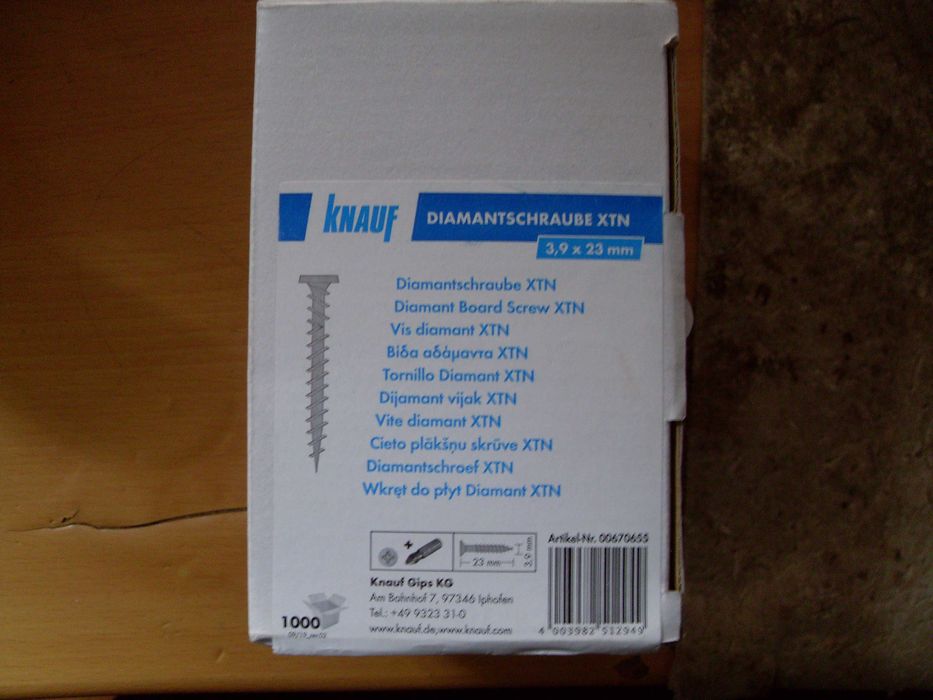 KNAUF
DIAMANTSCHRAUBE XTN
3,9 x 23 mm
Diamantschraube XTN
Diamant Board Screw XTN
Vis diamant XTN
Βίδα αδάμαντα XTN
Tornillo Diamant XTN
Dijamant vijak XTN
Vite diamant XTN
Cieto plākšņu skrūve XTN
Diamantschroef XTN
Wkręt do płyt Diamant XTN
+
23 mm
3,9 mm
Artikel-Nr. 00670655
Knauf Gips KG
Am Bahnhof 7, 97346 Iphofen
Tel.: +49 9323 31-0
www.knauf.de,www.knauf.com
1000
4 003982 512949